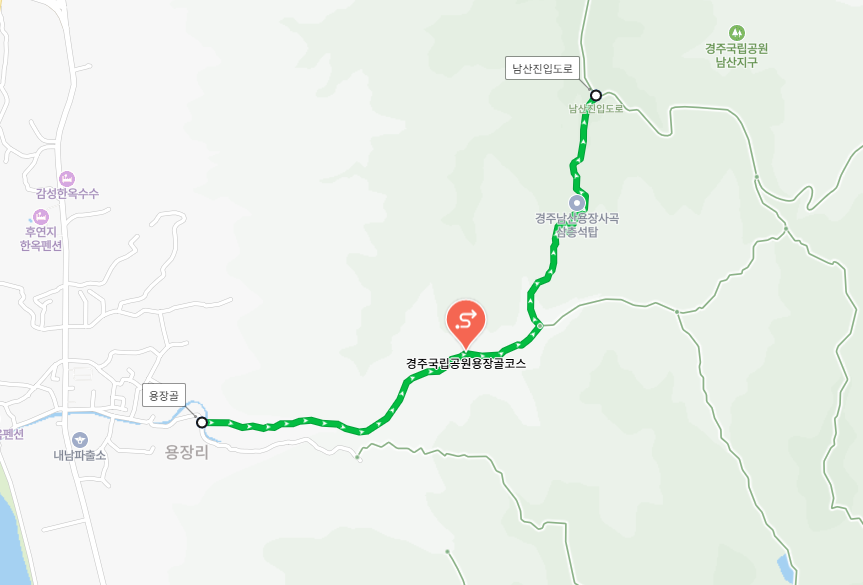 경주국립공원
남산지구
남산진입도로
남산진입도로
감성한옥수수
후연지
한옥펜션
경주남산용장사곡
삼층석탑
경주국립공원용장골코스
용장골
옥펜션
내남파출소
용장리